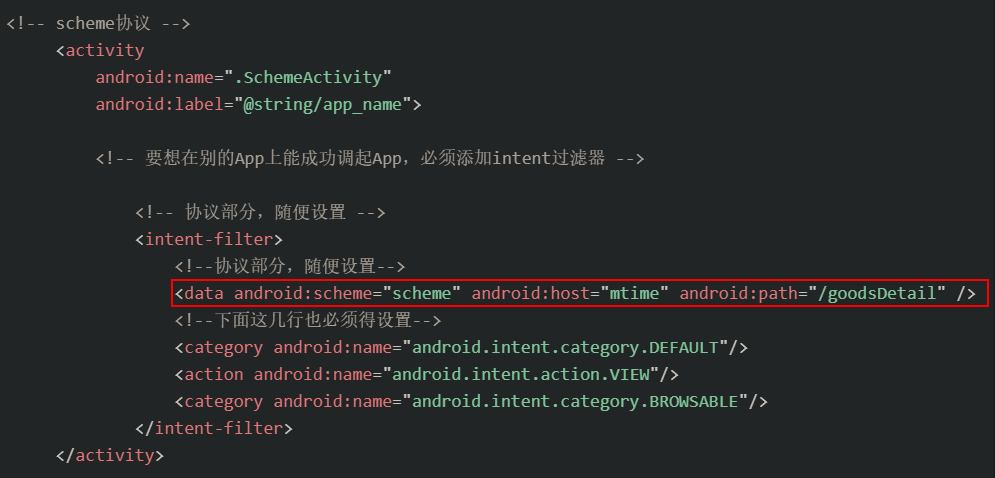 <!-- scheme协议 -->
<activity
android:name=".SchemeActivity"
android:label="@string/app_name">
<!-- 要想在别的App上能成功调起App，必须添加intent过滤器 -->
<!-- 协议部分，随便设置 -->
<intent-filter>
<!--协议部分，随便设置-->
<data android:scheme="scheme" android:host="mtime" android:path="/goodsDetail" />
<!--下面这几行也必须得设置-->
<category android:name="android.intent.category.DEFAULT"/>
<action android:name="android.intent.action.VIEW"/>
<category android:name="android.intent.category.BROWSABLE"/>
</intent-filter>
</activity>